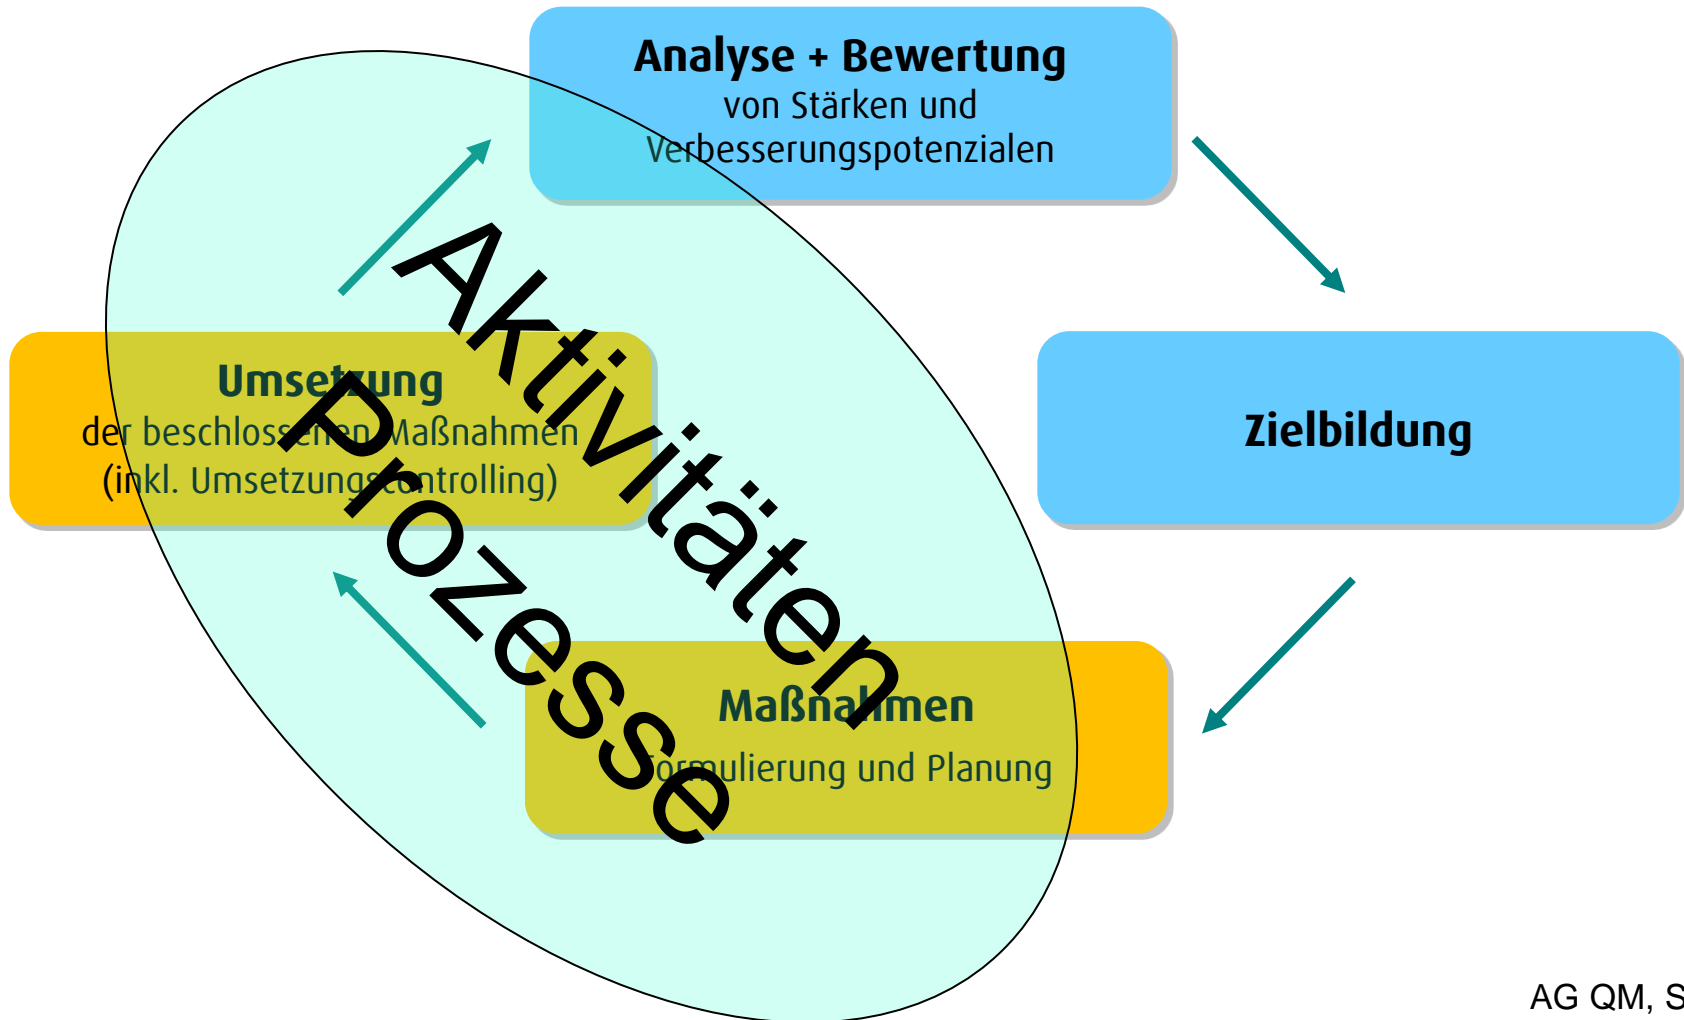 Analyse + Bewertung
von Stärken und
Verbesserungspotenzialen
Aktivitäten
Prozesse
Umsetzung
der beschlossenen Maßnahmen
(inkl. Umsetzungscontrolling)
Zielbildung
Maßnahmen
Formulierung und Planung
AG QM, S